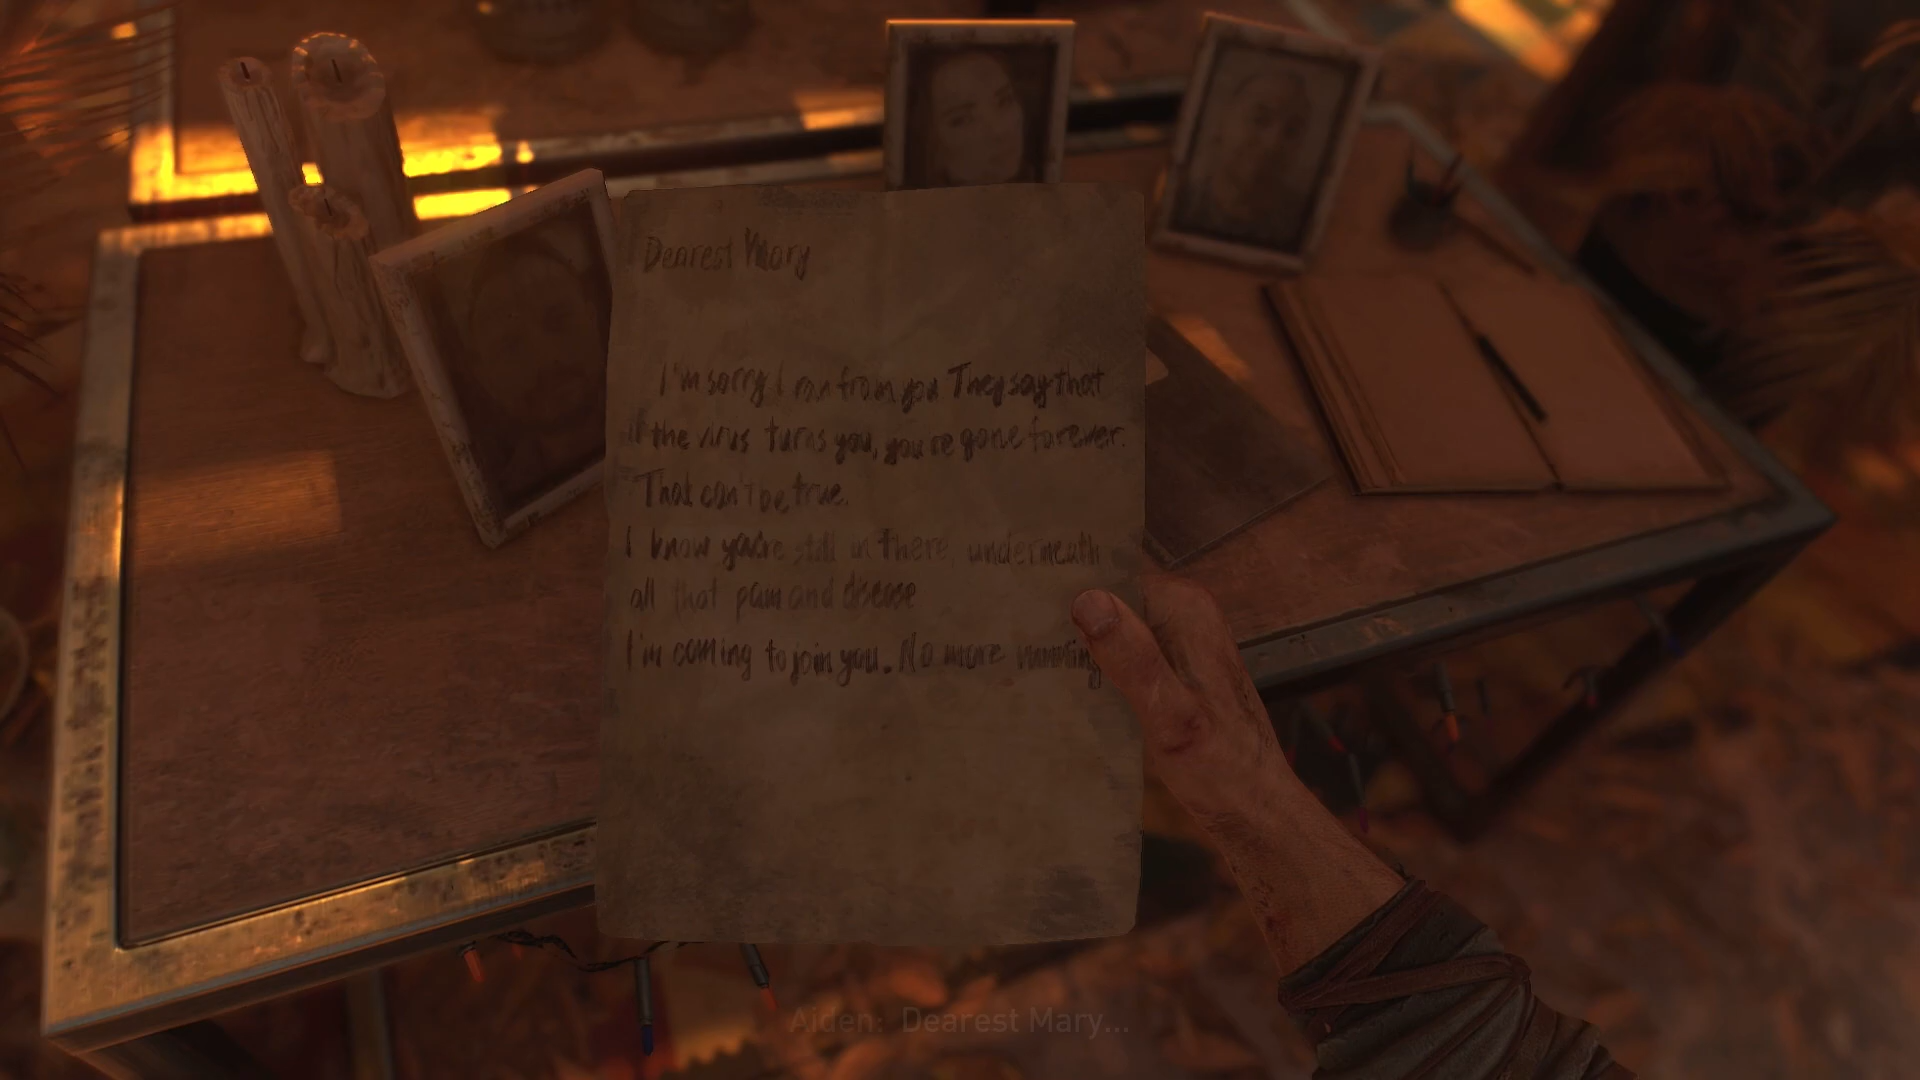 Dearest Mary
I'm sorry I ran from you They say that
if the virus turns you, you're gone forever.
That can't be true.
I know you're still in there, underneath
all that pain and disease
I'm coming to join you. No more running
Aiden: Dearest Mary...